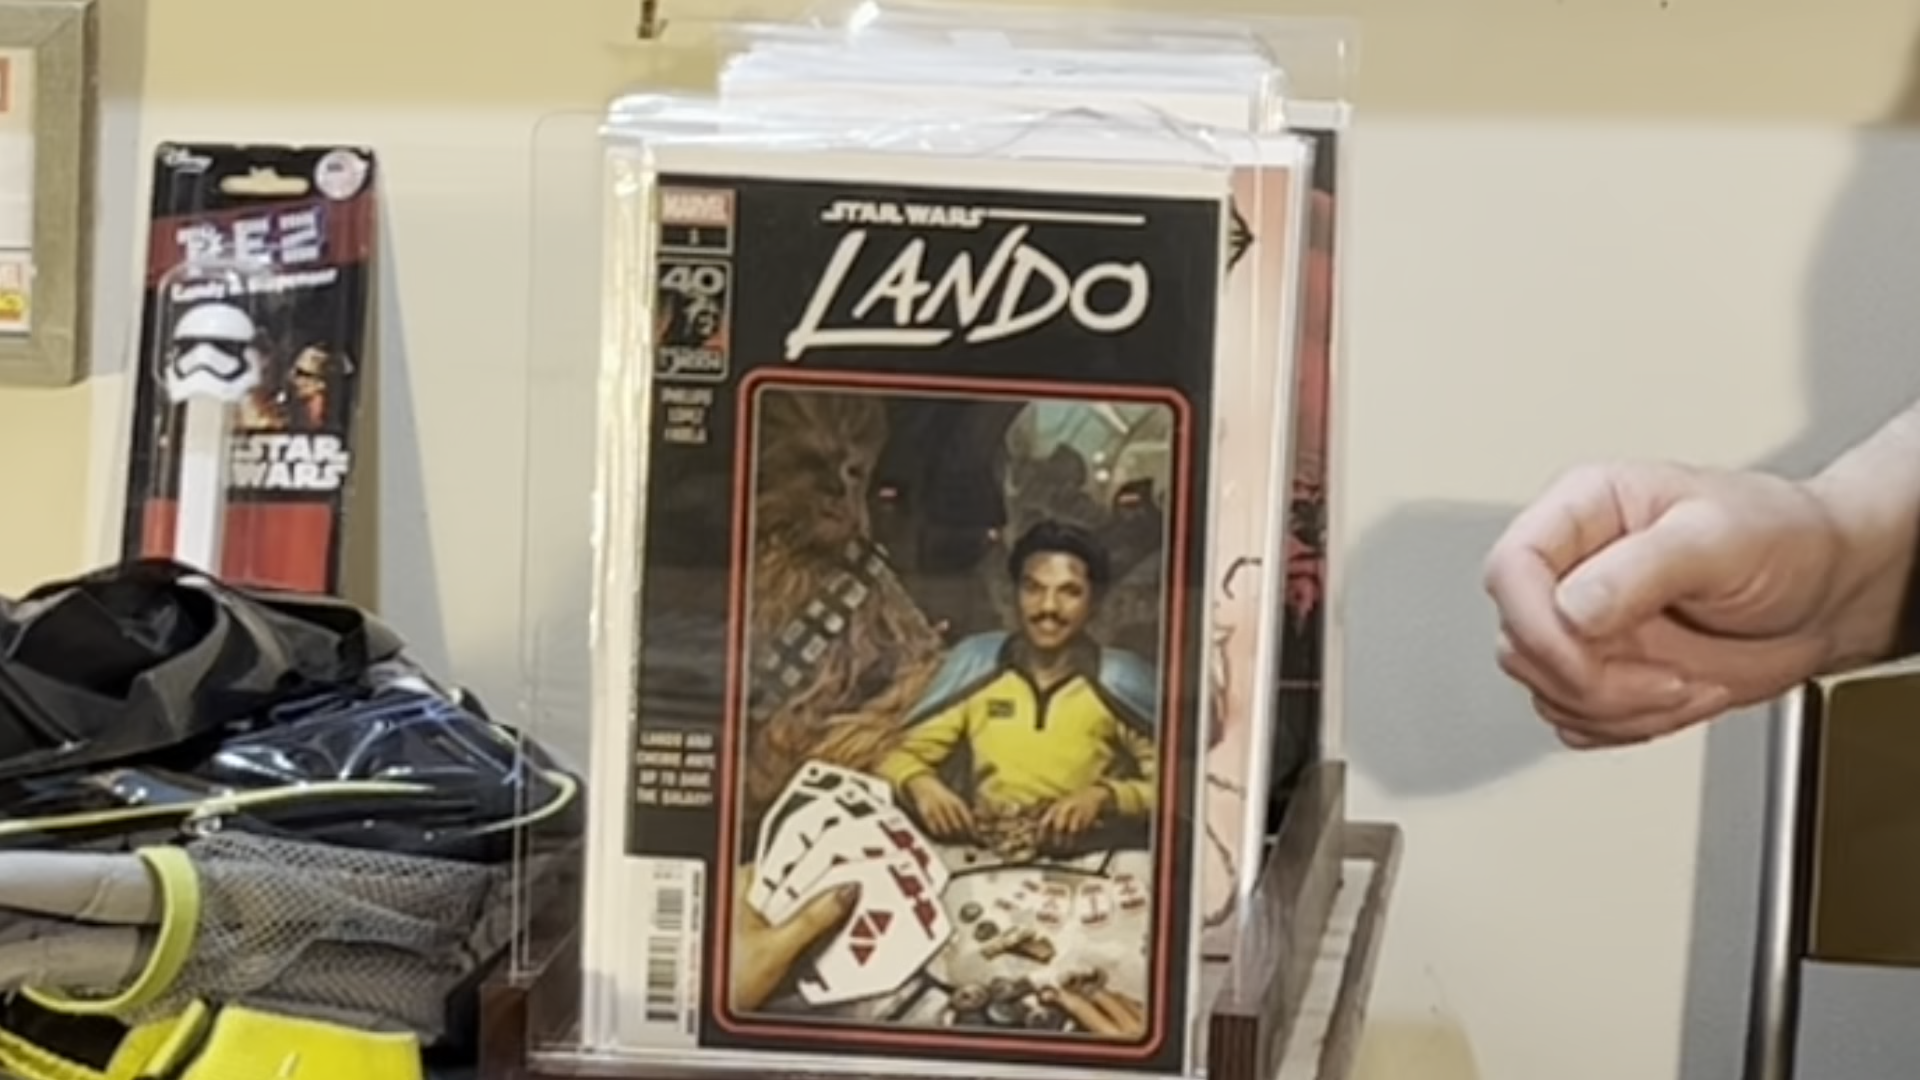 Disney
PEZ
Candy & Dispenser
STAR
WARS
MARVEL
1
40
STAR WARS
LANDO
LANDO AND
CHEWIE ANTE
UP TO SAVE
THE GALAXY!